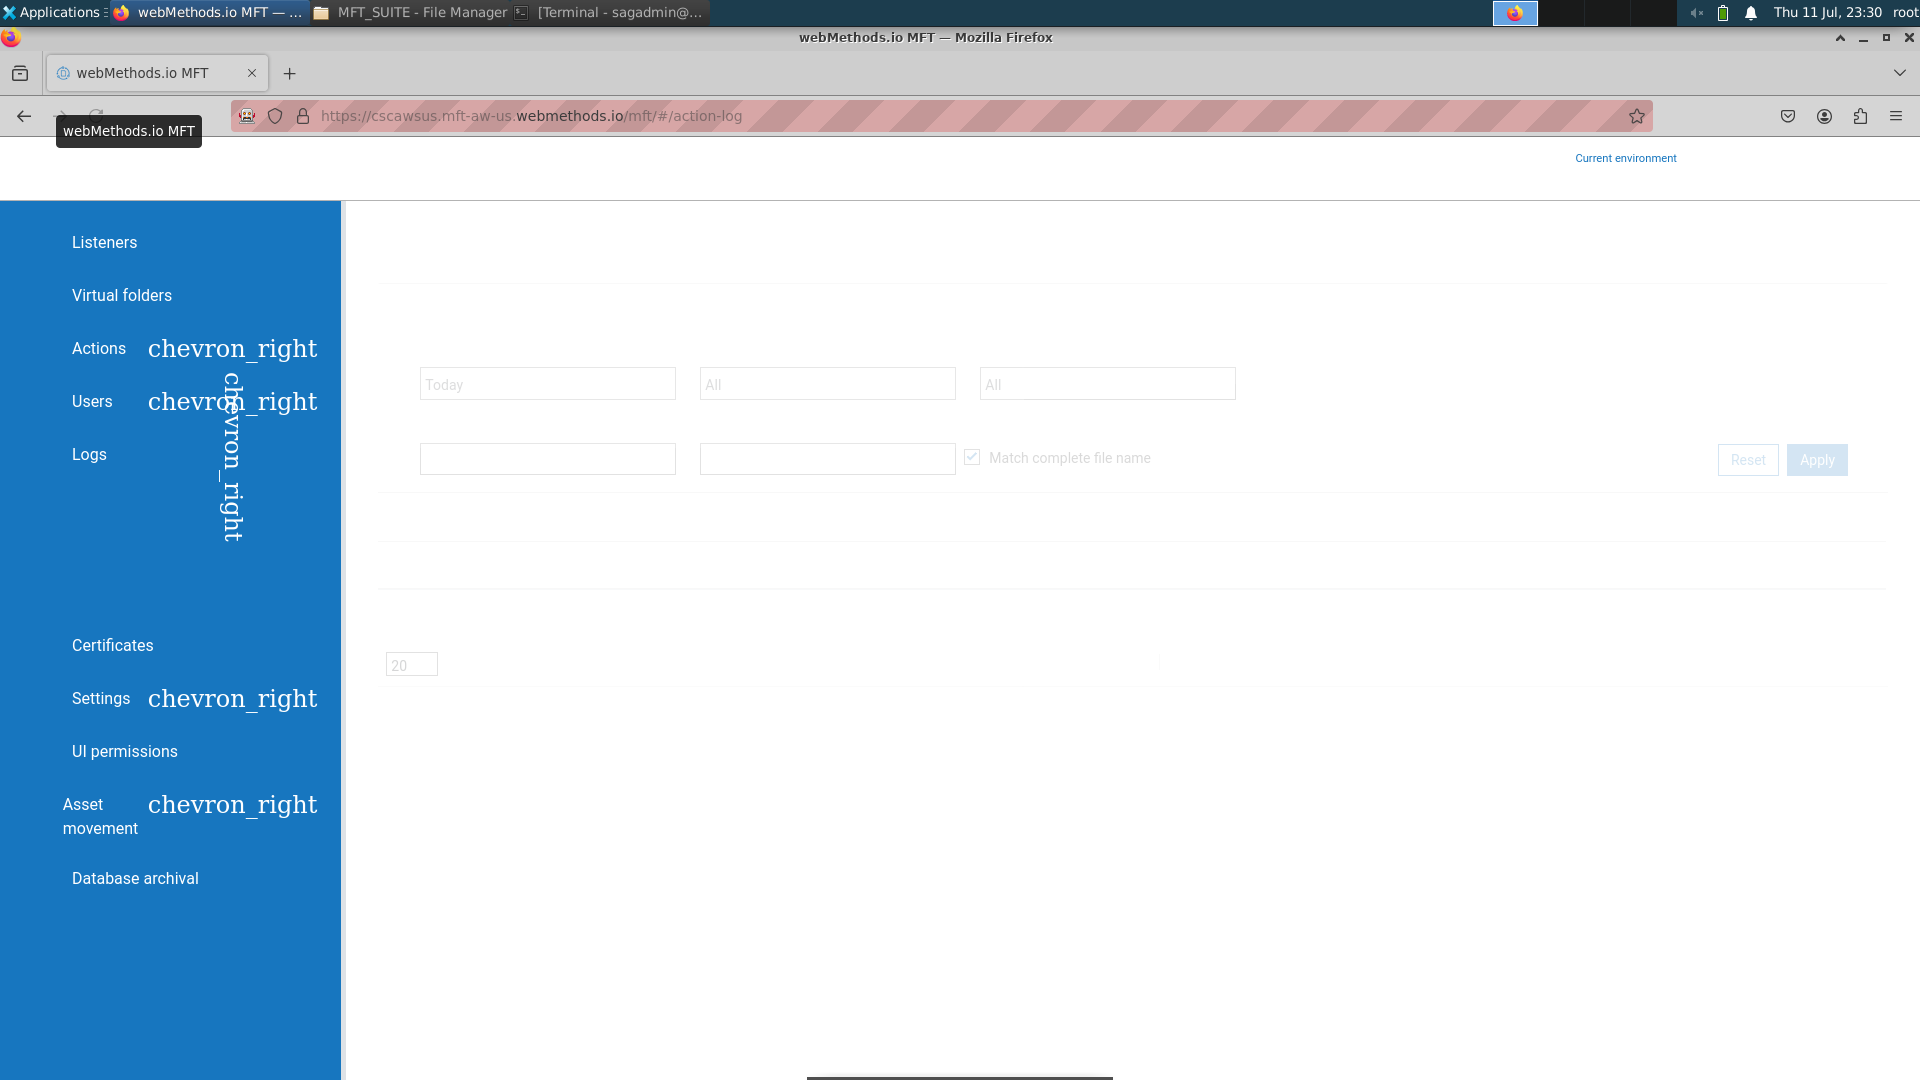 Applications
webMethods.io MFT — ...
MFT_SUITE - File Manager
[Terminal - sagadmin@...
Thu 11 Jul, 23:30
root
webMethods.io MFT — Mozilla Firefox
webMethods.io MFT
https://cscawsus.mft-aw-us.webmethods.io/mft/#/action-log
webMethods.io MFT
Current environment
Listeners
Virtual folders
Actions chevron_right
Users chevron_right
Logs chevron_right
Certificates
Settings chevron_right
UI permissions
Asset movement chevron_right
Database archival
Today
All
All
Match complete file name
Reset
Apply
20